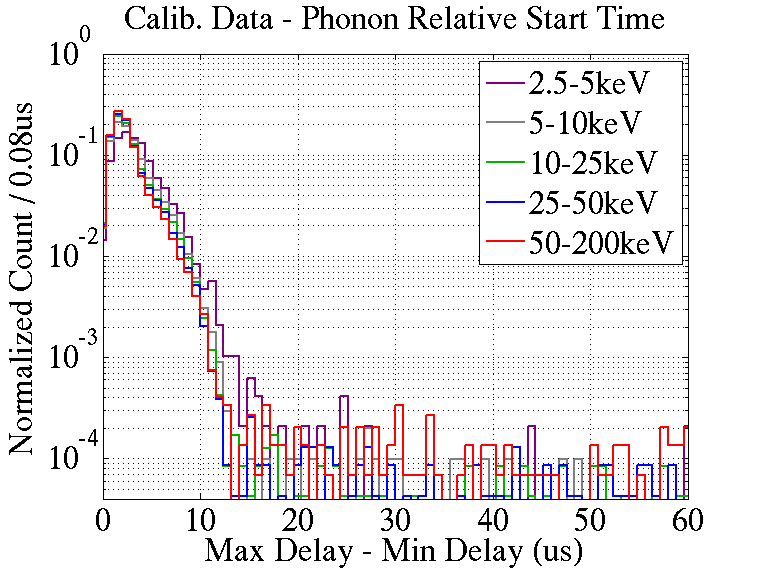 Calib. Data - Phonon Relative Start Time
Normalized Count / 0.08us
10^0
10^-1
10^-2
10^-3
10^-4
2.5-5keV
5-10keV
10-25keV
25-50keV
50-200keV
0 10 20 30 40 50 60
Max Delay - Min Delay (us)